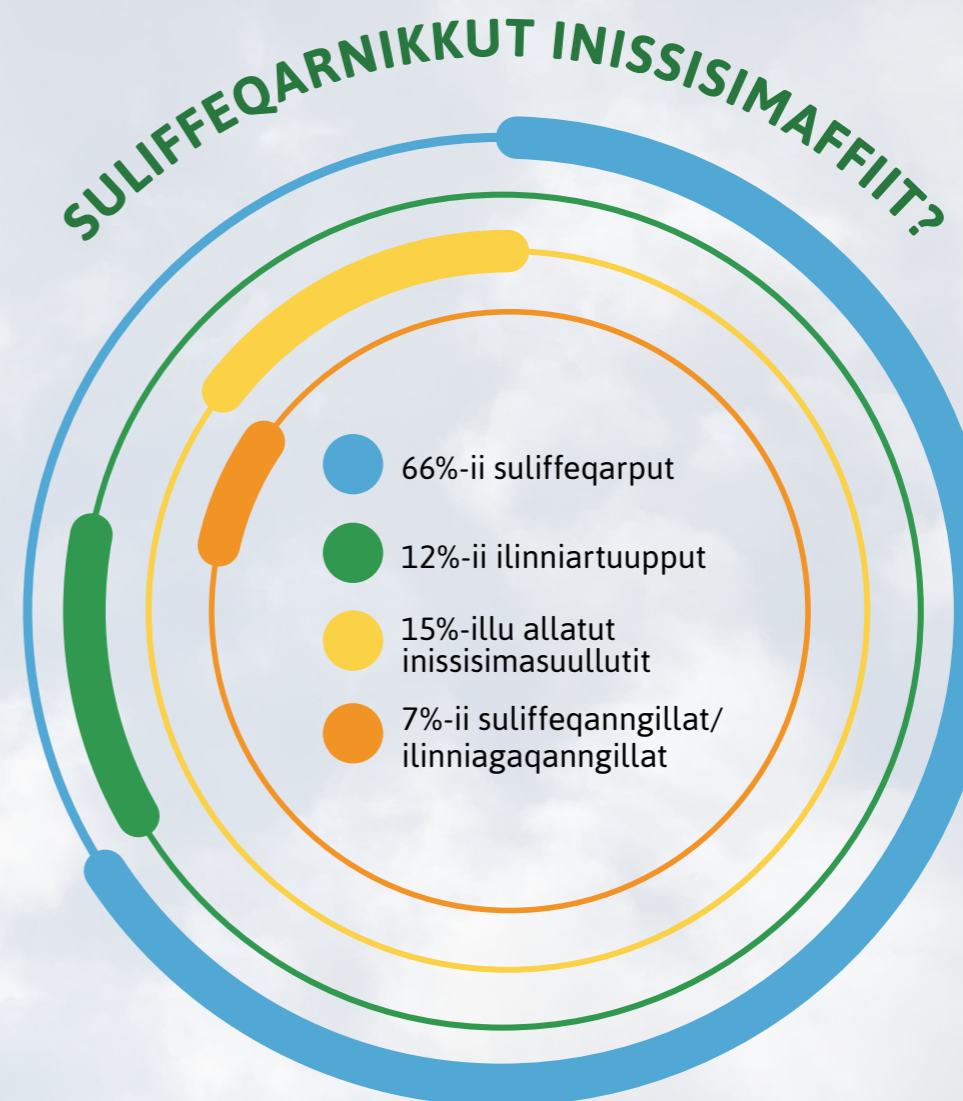 SULIFFEQARNIKKUT INISSISIMAFFIIT?
66%-ii suliffeqarput
12%-ii ilinniartuupput
15%-illu allatut
inissisimasuullutit
7%-ii suliffeqanngillat/
ilinniagaqanngillat